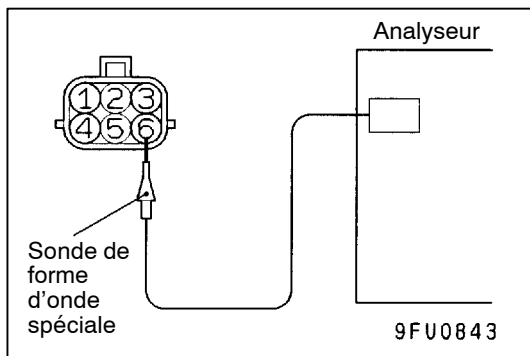 Analyseur
1 2 3
4 5 6
Sonde de
forme
d'onde
spéciale
9FU0843